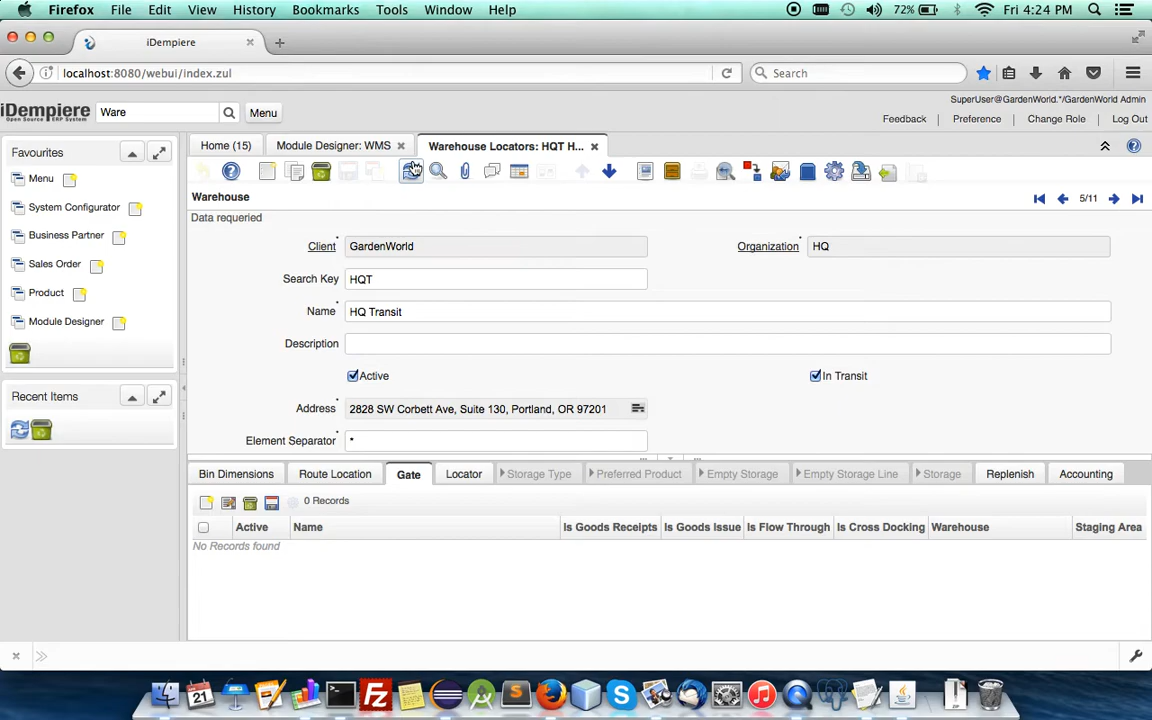 Firefox File Edit View History Bookmarks Tools Window Help 72% Fri 4:24 PM
iDempiere
localhost:8080/webui/index.zul Search
SuperUser@GardenWorld.*/GardenWorld Admin
iDempiere Ware Menu
Open Source ERP System
Feedback Preference Change Role Log Out
Favourites
Home (15) Module Designer: WMS Warehouse Locators: HQT H...
Menu
System Configurator
Business Partner
Sales Order
Product
Module Designer
Recent Items
Warehouse 5/11
Data requeried
Client GardenWorld Organization HQ
Search Key HQT
Name HQ Transit
Description
Active In Transit
Address 2828 SW Corbett Ave, Suite 130, Portland, OR 97201
Element Separator *
Bin Dimensions Route Location Gate Locator Storage Type Preferred Product Empty Storage Empty Storage Line Storage Replenish Accounting
0 Records
Active Name Is Goods Receipts Is Goods Issue Is Flow Through Is Cross Docking Warehouse Staging Area
No Records found